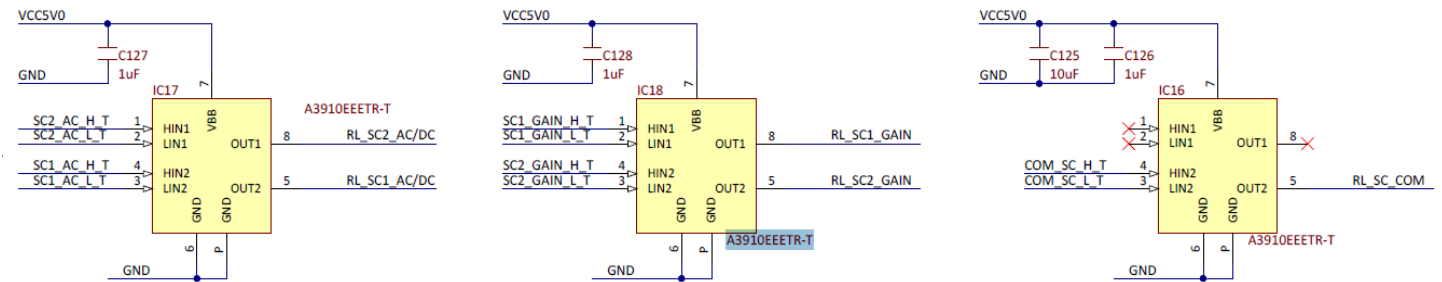 VCC5V0
C127
GND
1uF
IC17
7
A3910EEETR-T
VBB
SC2_AC_H_T 1 HIN1
SC2_AC_L_T 2 LIN1 OUT1 8 RL_SC2_AC/DC
SC1_AC_H_T 4 HIN2
SC1_AC_L_T 3 LIN2 OUT2 5 RL_SC1_AC/DC
GND GND
6 P
GND
VCC5V0
C128
GND
1uF
IC18
7
VBB
SC1_GAIN_H_T 1 HIN1
SC1_GAIN_L_T 2 LIN1 OUT1 8 RL_SC1_GAIN
SC2_GAIN_H_T 4 HIN2
SC2_GAIN_L_T 3 LIN2 OUT2 5 RL_SC2_GAIN
GND GND
A3910EEETR-T
6 P
GND
VCC5V0
C125 C126
GND
10uF 1uF
IC16
7
VBB
1 HIN1
2 LIN1 OUT1 8
COM_SC_H_T 4 HIN2
COM_SC_L_T 3 LIN2 OUT2 5 RL_SC_COM
GND GND
A3910EEETR-T
6 P
GND